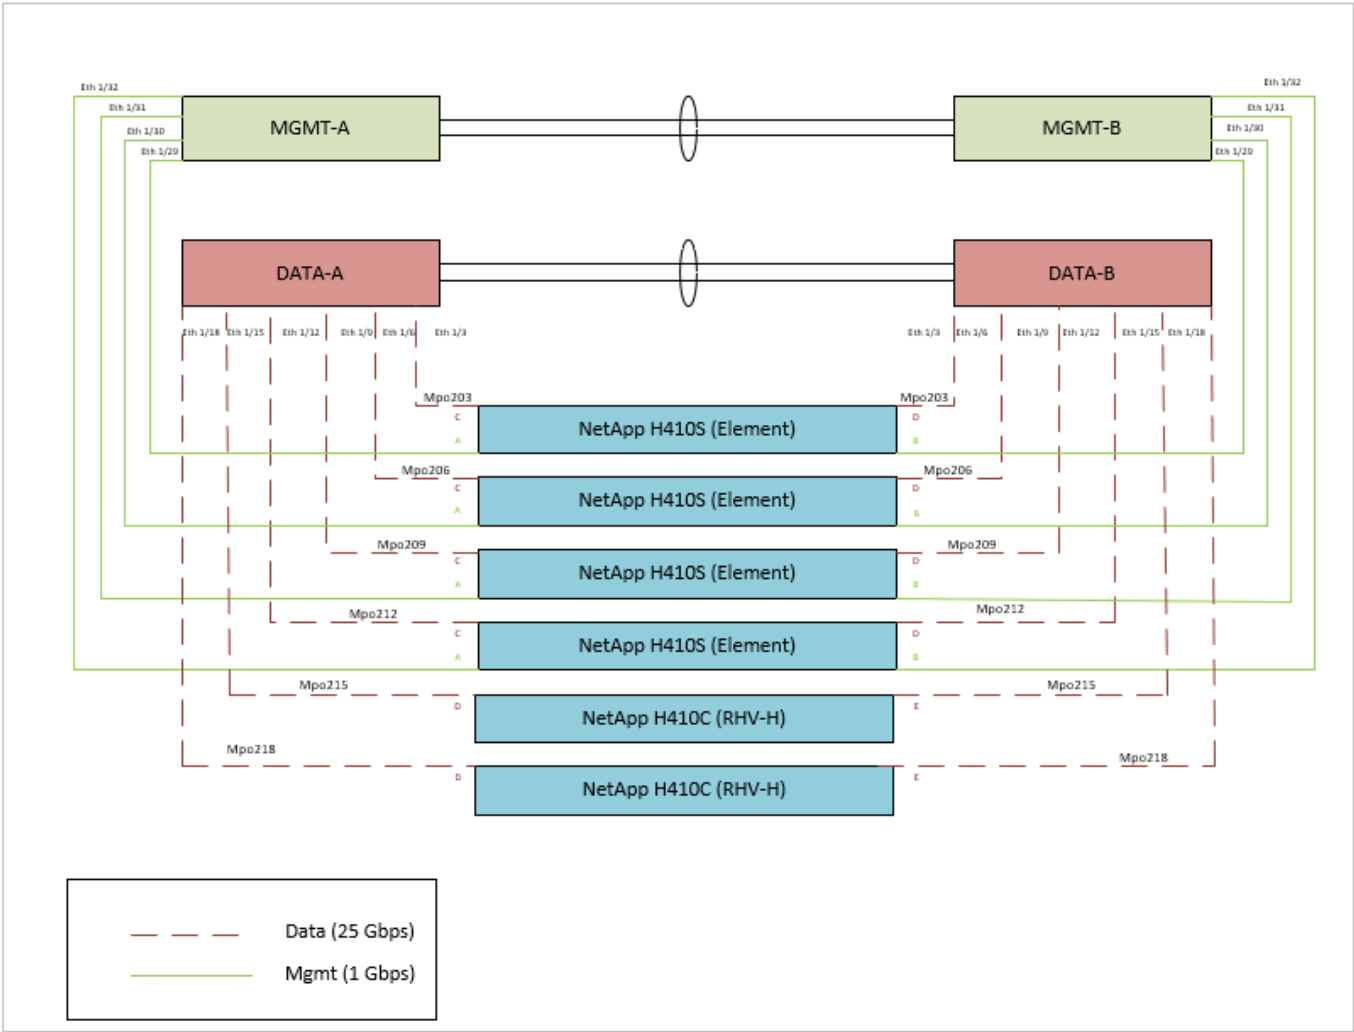 Eth 1/32
Eth 1/32
Eth 1/31
Eth 1/31
Eth 1/30
MGMT-A
MGMT-B
Eth 1/30
Eth 1/29
Eth 1/29
DATA-A
DATA-B
Eth 1/18 Eth 1/15 Eth 1/12 Eth 1/9 Eth 1/6 Eth 1/3
Eth 1/3 Eth 1/6 Eth 1/9 Eth 1/12 Eth 1/15 Eth 1/18
Mpo203
Mpo203
C
NetApp H410S (Element)
D
A
B
Mpo206
Mpo206
C
NetApp H410S (Element)
D
A
B
Mpo209
Mpo209
C
NetApp H410S (Element)
D
A
B
Mpo212
Mpo212
C
NetApp H410S (Element)
D
A
B
Mpo215
Mpo215
D
NetApp H410C (RHV-H)
E
Mpo218
Mpo218
D
NetApp H410C (RHV-H)
E
Data (25 Gbps)
Mgmt (1 Gbps)